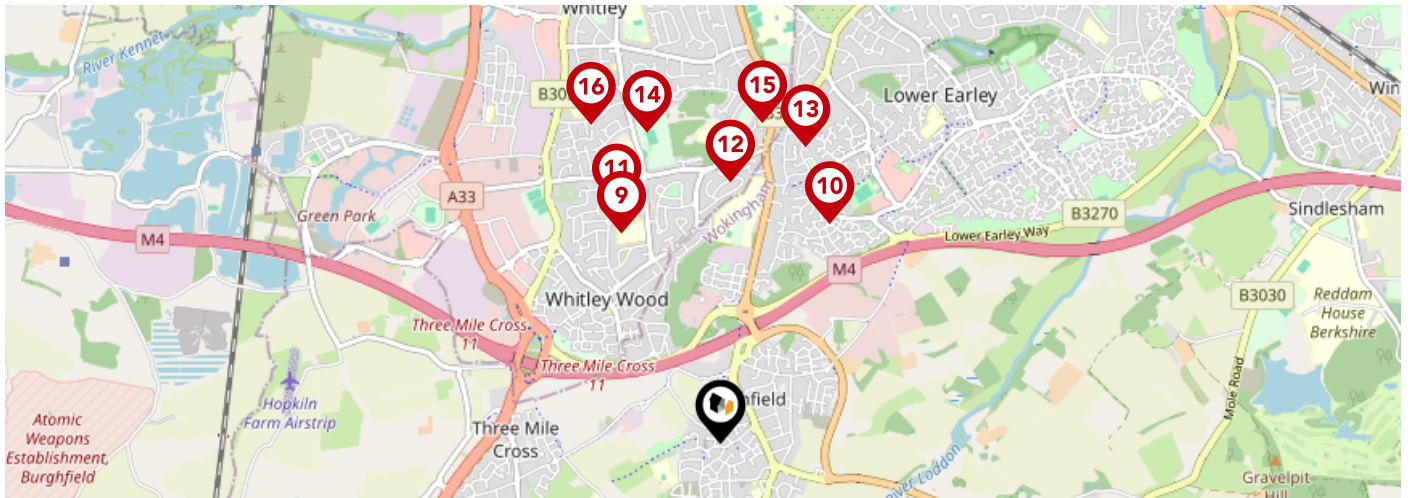 Whitley
River Kennet
B30
16
14
15
13
Lower Earley
Win
12
11
9
10
A33
Green Park
Wokingham
B3270
Sindlesham
M4
Lower Earley Way
M4
B3030
Reddam
House
Berkshire
Whitley Wood
Three Mile Cross
11
Three Mile Cross
11
Hopkiln
Farm Airstrip
Mole Road
nfield
Atomic
Weapons
Establishment,
Burghfield
Three Mile
Cross
ver Loddon
Gravelpit
Hill